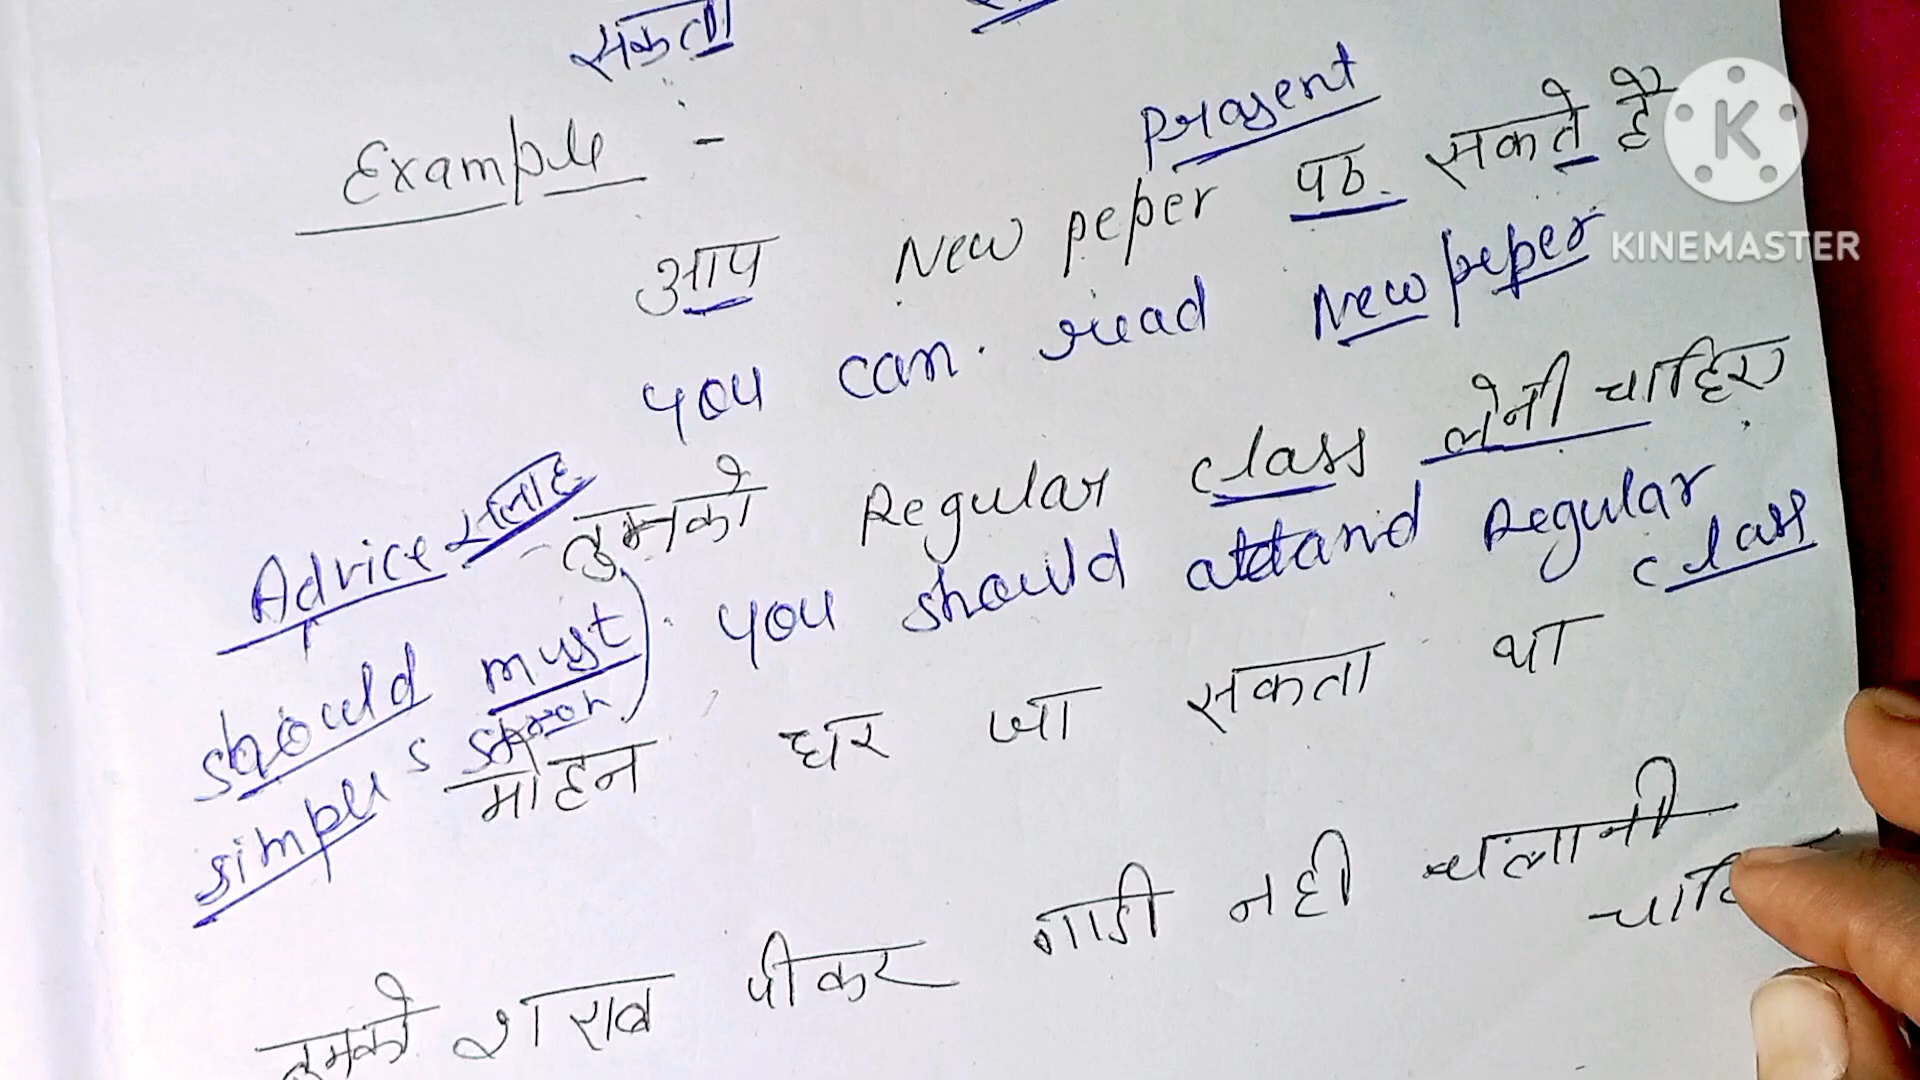 सकता
Present
Example -
आप New peper पढ सकते है
you can read New peper
Advice सलाह
तुमको Regular class लेनी चाहिए
you should attand Regular class
should must
simple s
मोहन घर जा सकता था
तुमको शराब पीकर गाडी नही चलानी
K
KINEMASTER